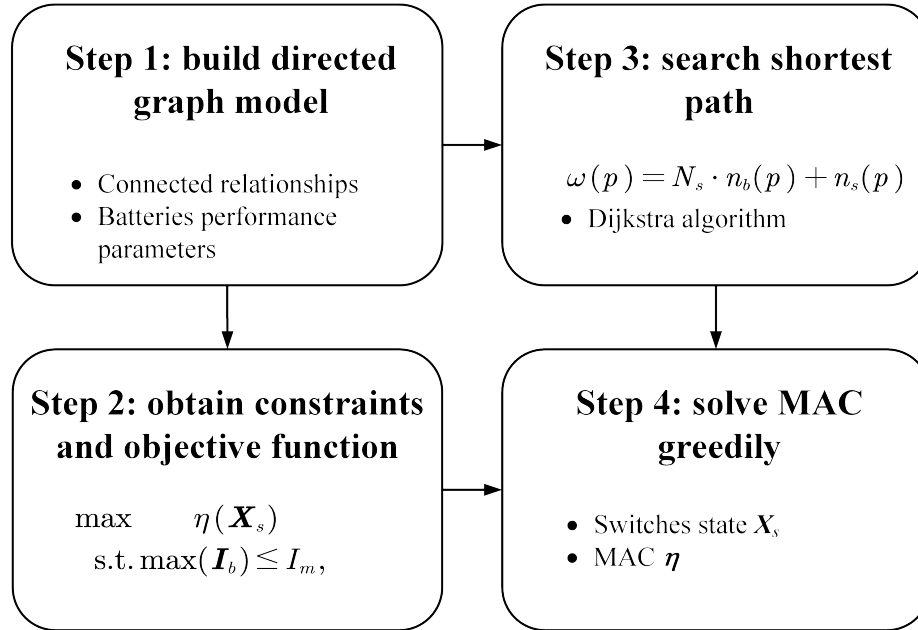 Step 1: build directed
graph model
• Connected relationships
• Batteries performance
parameters
Step 2: obtain constraints
and objective function
max η(X_s)
s.t. max(I_b) ≤ I_m,
Step 3: search shortest
path
ω(p) = N_s · n_b(p) + n_s(p)
• Dijkstra algorithm
Step 4: solve MAC
greedily
• Switches state X_s
• MAC η